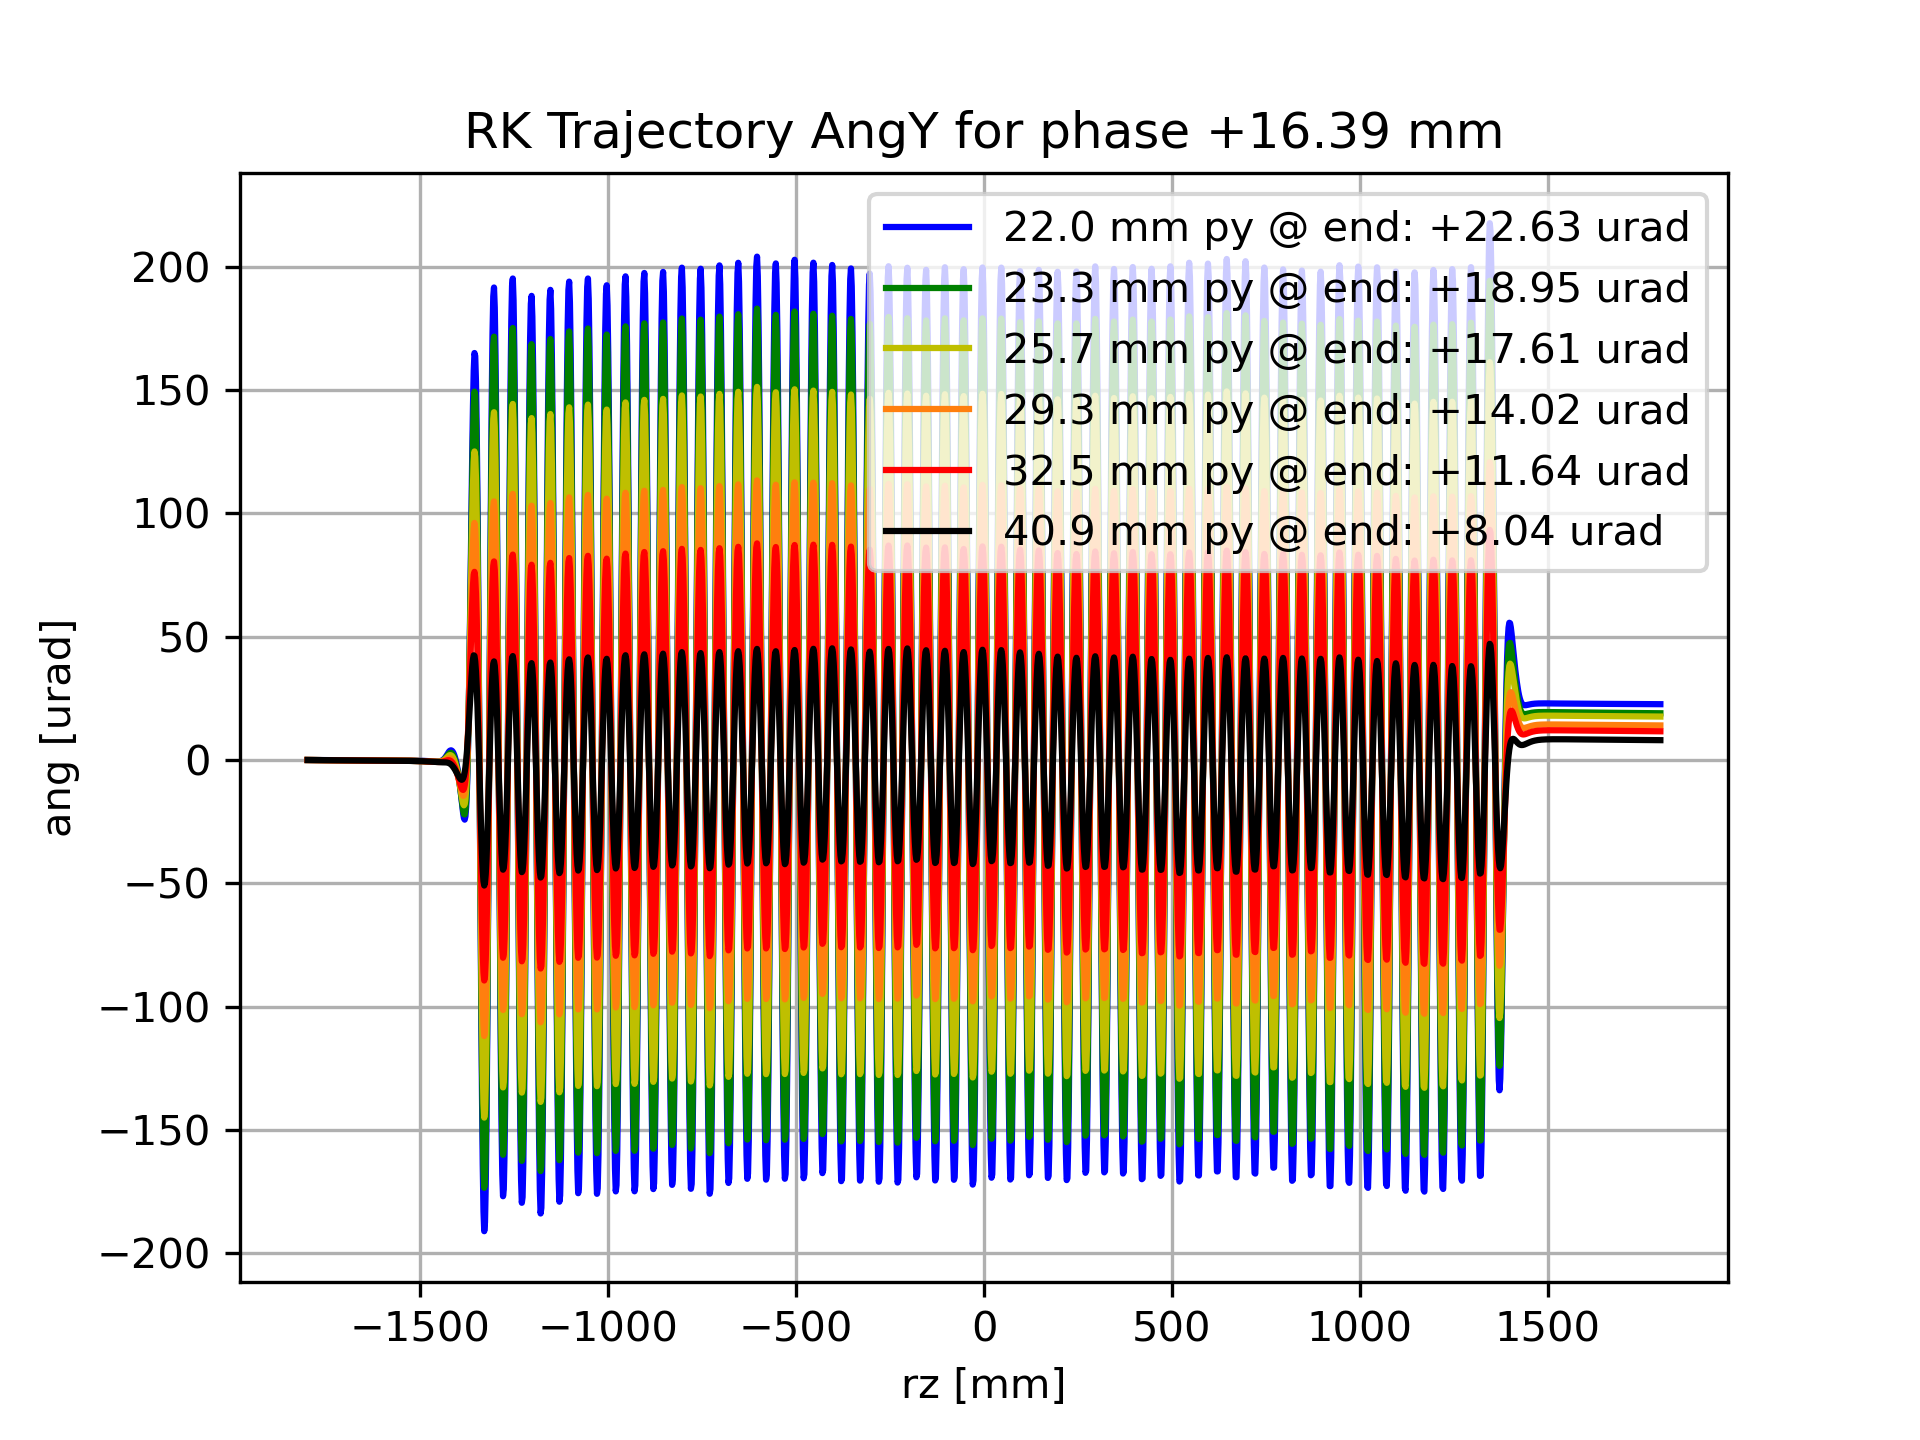 RK Trajectory AngY for phase +16.39 mm
22.0 mm py @ end: +22.63 urad
23.3 mm py @ end: +18.95 urad
25.7 mm py @ end: +17.61 urad
29.3 mm py @ end: +14.02 urad
32.5 mm py @ end: +11.64 urad
40.9 mm py @ end: +8.04 urad
ang [urad]
200
150
100
50
0
−50
−100
−150
−200
−1500 −1000 −500 0 500 1000 1500
rz [mm]